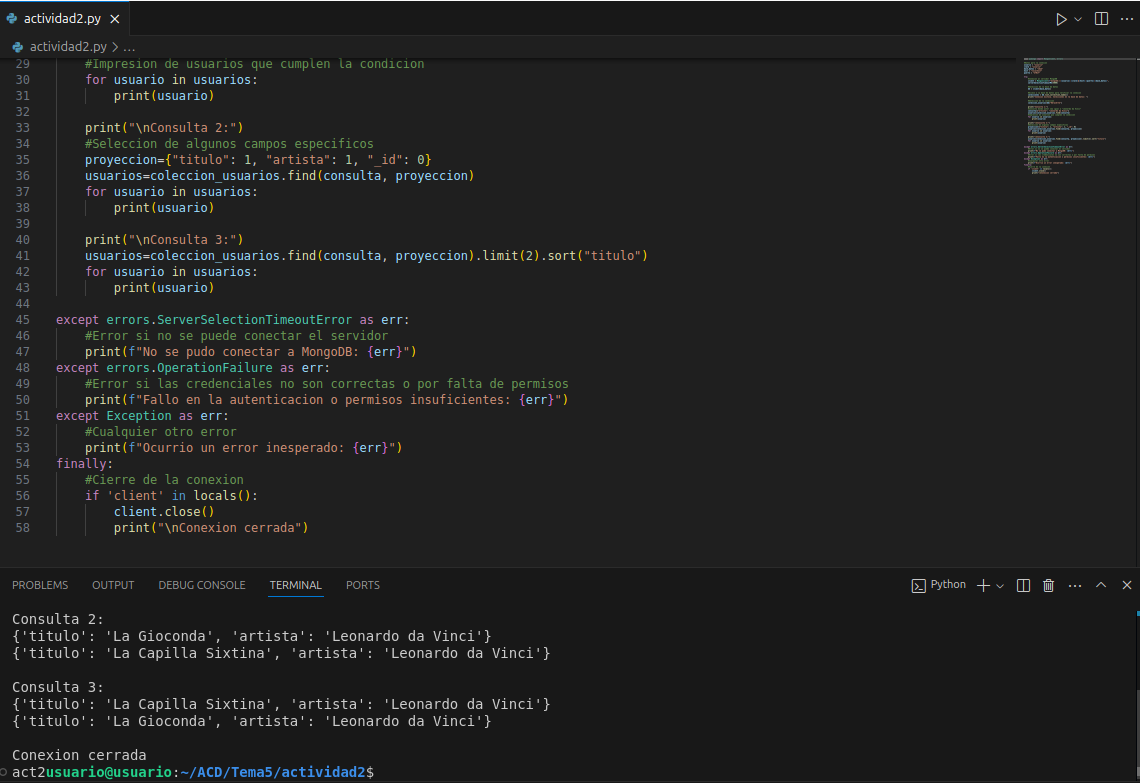 actividad2.py
actividad2.py > ...
29 #Impresion de usuarios que cumplen la condicion
30 for usuario in usuarios:
31 print(usuario)
32
33 print("\nConsulta 2:")
34 #Seleccion de algunos campos especificos
35 proyeccion={"titulo": 1, "artista": 1, "_id": 0}
36 usuarios=coleccion_usuarios.find(consulta, proyeccion)
37 for usuario in usuarios:
38 print(usuario)
39
40 print("\nConsulta 3:")
41 usuarios=coleccion_usuarios.find(consulta, proyeccion).limit(2).sort("titulo")
42 for usuario in usuarios:
43 print(usuario)
44
45 except errors.ServerSelectionTimeoutError as err:
46 #Error si no se puede conectar el servidor
47 print(f"No se pudo conectar a MongoDB: {err}")
48 except errors.OperationFailure as err:
49 #Error si las credenciales no son correctas o por falta de permisos
50 print(f"Fallo en la autenticacion o permisos insuficientes: {err}")
51 except Exception as err:
52 #Cualquier otro error
53 print(f"Ocurrio un error inesperado: {err}")
54 finally:
55 #Cierre de la conexion
56 if 'client' in locals():
57 client.close()
58 print("\nConexion cerrada")
PROBLEMS OUTPUT DEBUG CONSOLE TERMINAL PORTS Python
Consulta 2:
{'titulo': 'La Gioconda', 'artista': 'Leonardo da Vinci'}
{'titulo': 'La Capilla Sixtina', 'artista': 'Leonardo da Vinci'}
Consulta 3:
{'titulo': 'La Capilla Sixtina', 'artista': 'Leonardo da Vinci'}
{'titulo': 'La Gioconda', 'artista': 'Leonardo da Vinci'}
Conexion cerrada
act2usuario@usuario:~/ACD/Tema5/actividad2$